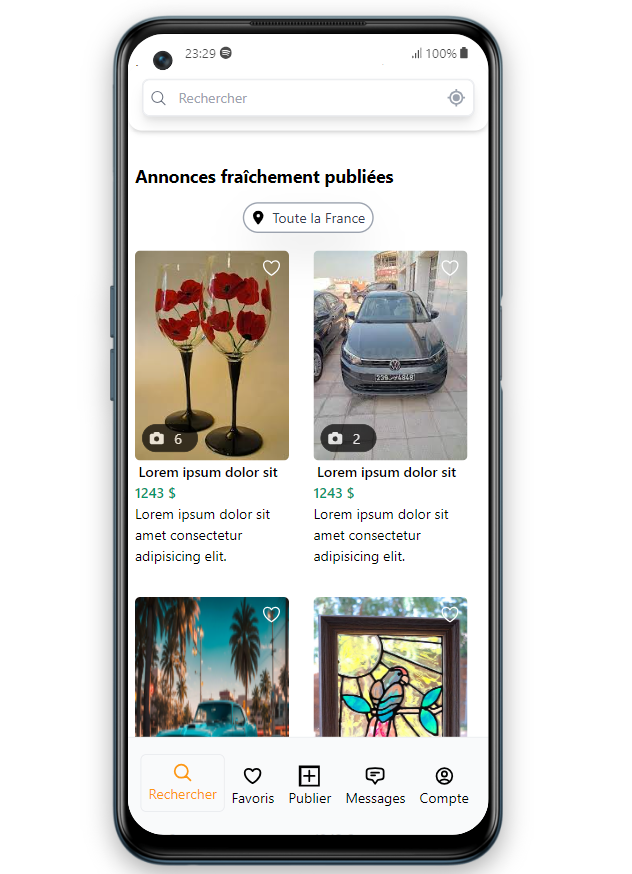 23:29
100%
Rechercher
Annonces fraîchement publiées
Toute la France
6
2
Lorem ipsum dolor sit
1243 $
Lorem ipsum dolor sit
amet consectetur
adipisicing elit.
Lorem ipsum dolor sit
1243 $
Lorem ipsum dolor sit
amet consectetur
adipisicing elit.
Rechercher
Favoris
Publier
Messages
Compte